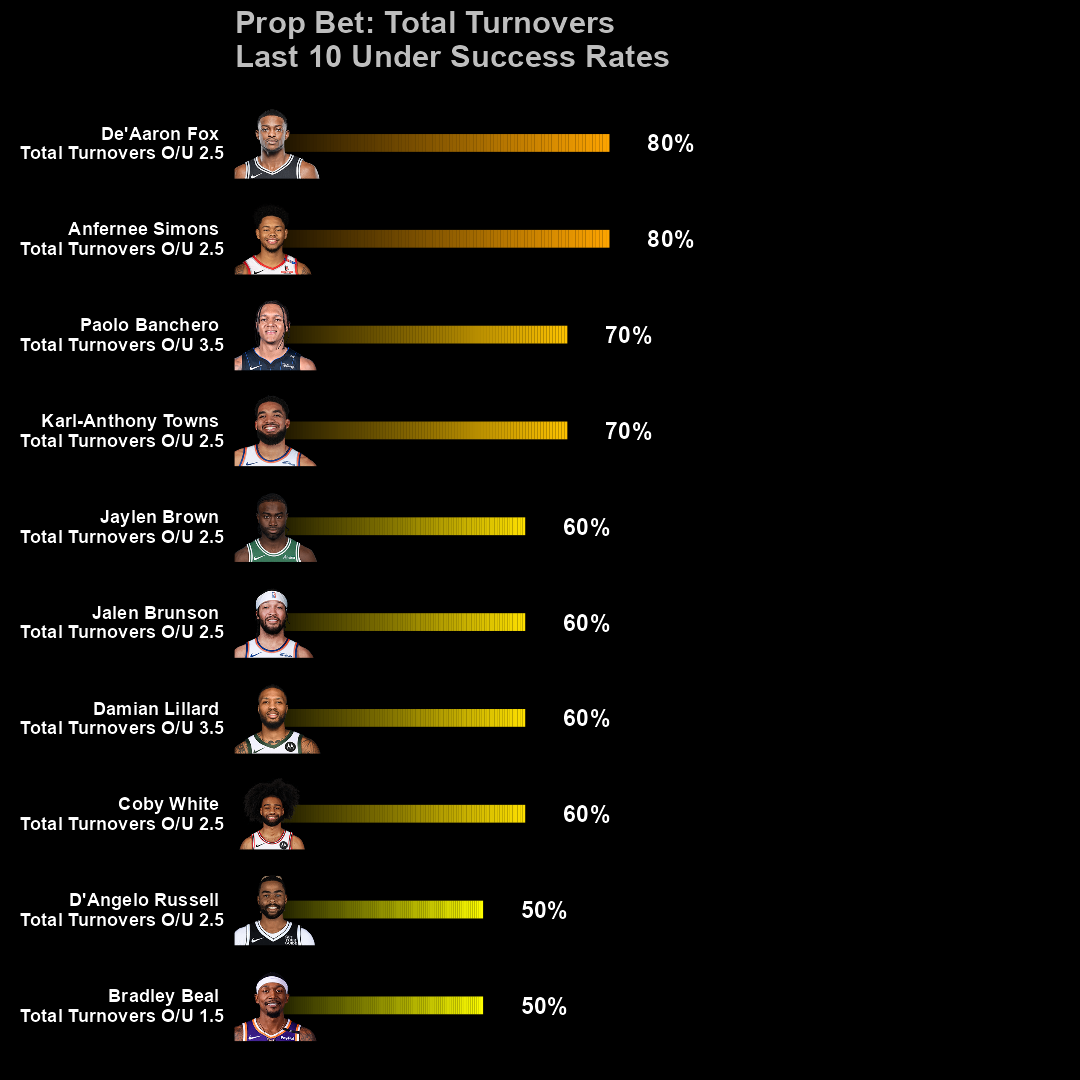 Prop Bet: Total Turnovers
Last 10 Under Success Rates
De'Aaron Fox
Total Turnovers O/U 2.5
80%
Anfernee Simons
Total Turnovers O/U 2.5
80%
Paolo Banchero
Total Turnovers O/U 3.5
70%
Karl-Anthony Towns
Total Turnovers O/U 2.5
70%
Jaylen Brown
Total Turnovers O/U 2.5
60%
Jalen Brunson
Total Turnovers O/U 2.5
60%
Damian Lillard
Total Turnovers O/U 3.5
60%
Coby White
Total Turnovers O/U 2.5
60%
D'Angelo Russell
Total Turnovers O/U 2.5
50%
Bradley Beal
Total Turnovers O/U 1.5
50%